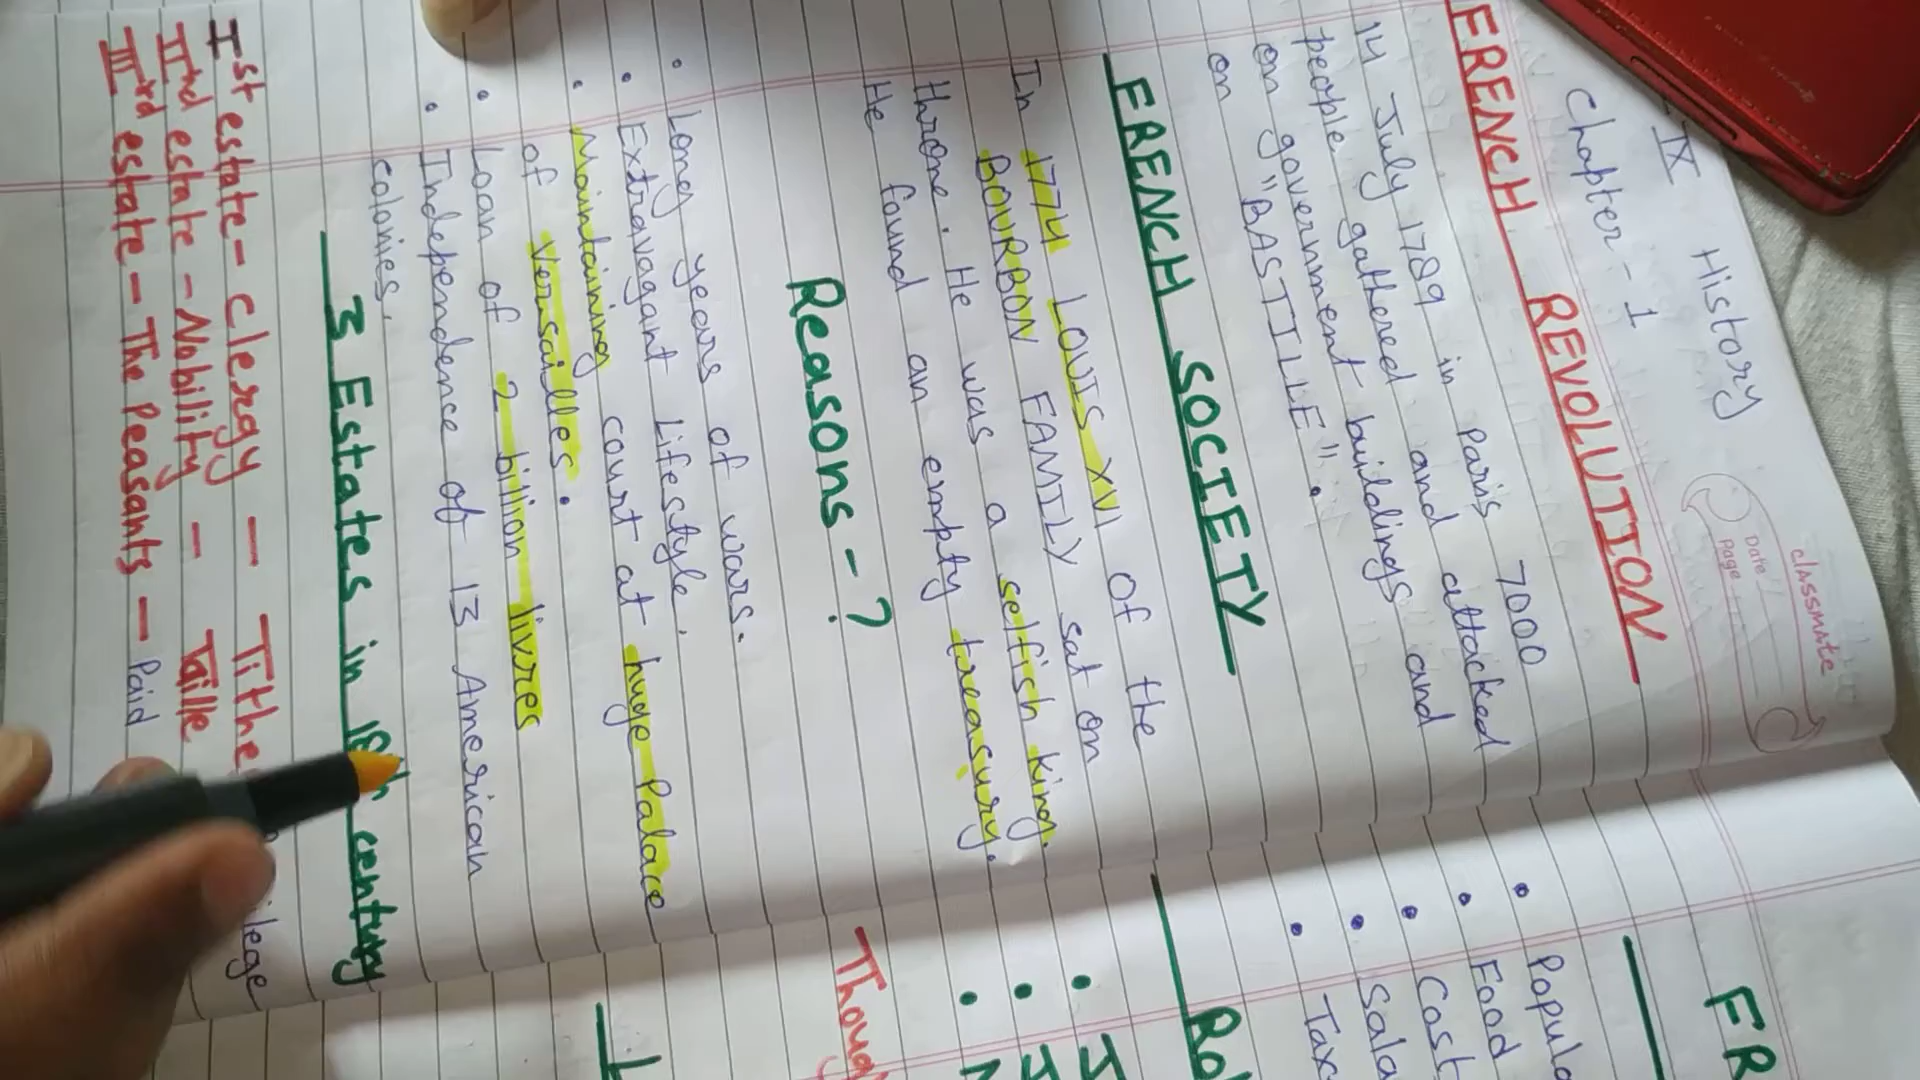 IX History
Chapter - 1
classmate
Date
Page
FRENCH REVOLUTION
14 July 1789 in paris 7000
people gathered and attacked
on government buildings and
on "BASTILLE".
FRENCH SOCIETY
In 1774 LOUIS XVI of the
BOURBON FAMILY sat on
throne. He was a selfish king.
He found an empty treasury.
Reasons - ?
• Long years of wars.
• Extravagant Lifestyle.
• Maintaining court at huge Palace
of Versailles.
• Loan of 2 billion livres
• Independence of 13 American
colonies.
3 Estates in century
Ist estate - Clergy - Tithe
IInd estate - Nobility - Taille
IIIrd estate - The Peasants - Paid
FR
• Popula
• Food
• Cost
• Sala
• Tax
Ro
• J
• J
• N
Thoug